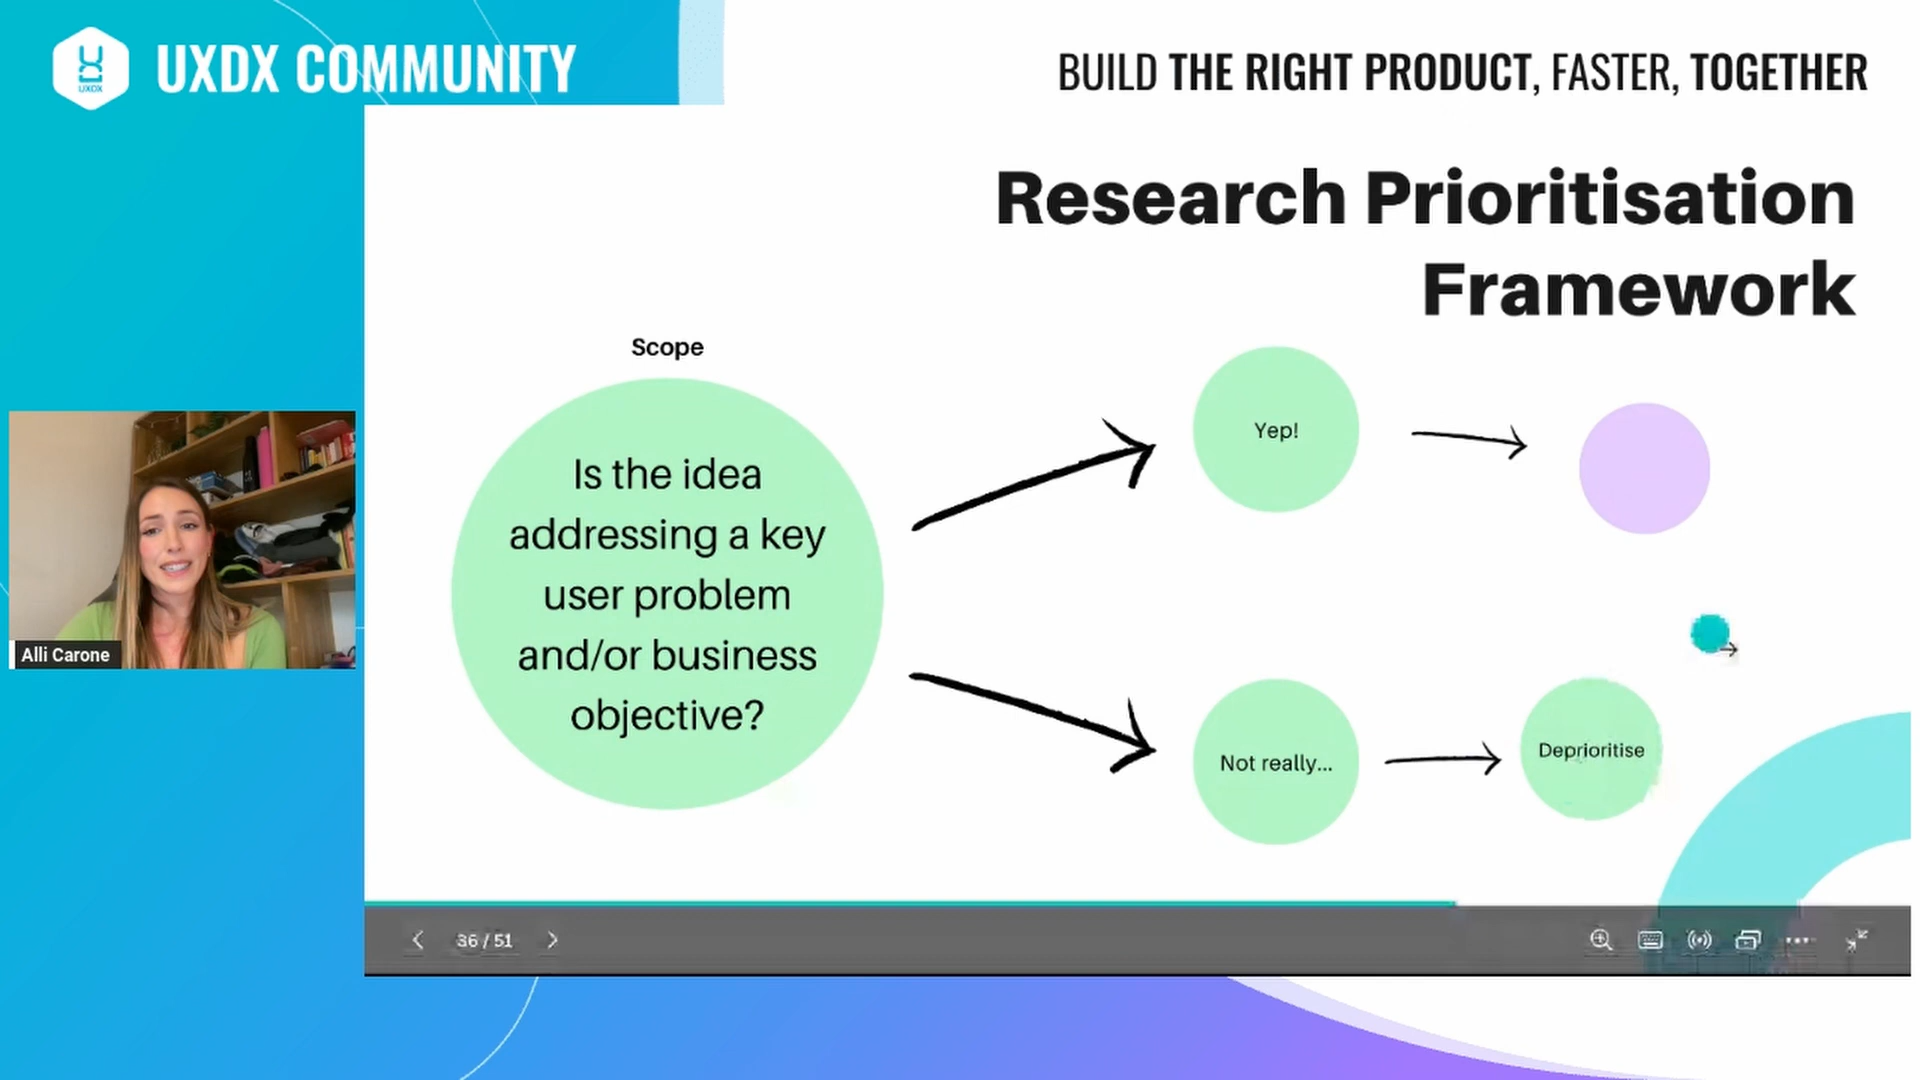 UXDX
UXDX COMMUNITY
BUILD THE RIGHT PRODUCT, FASTER, TOGETHER
Research Prioritisation
Framework
Scope
Is the idea
addressing a key
user problem
and/or business
objective?
Yep!
Not really...
Deprioritise
Alli Carone
36 / 51